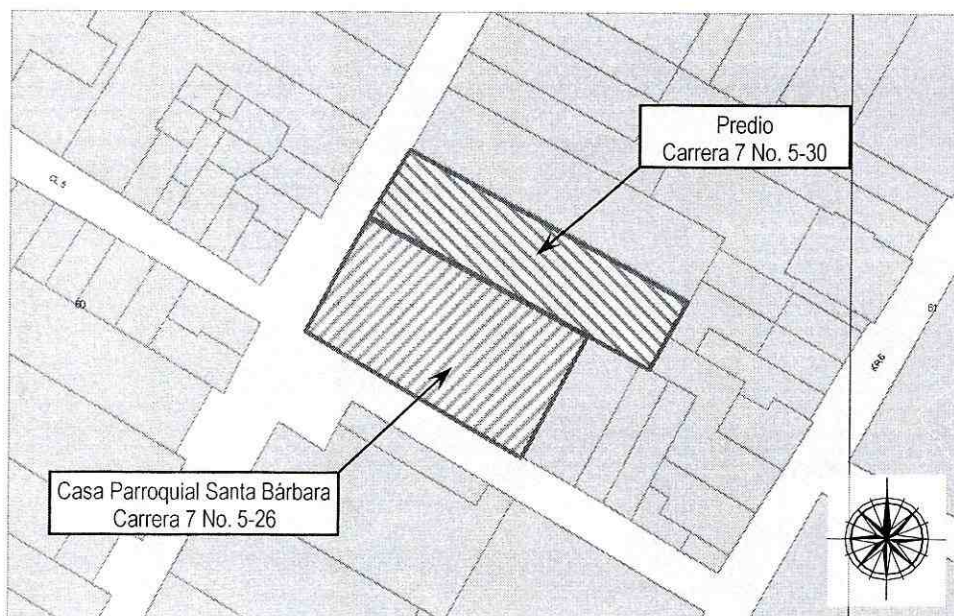 Predio
Carrera 7 No. 5-30
CL 5
60
61
KR 6
Casa Parroquial Santa Bárbara
Carrera 7 No. 5-26